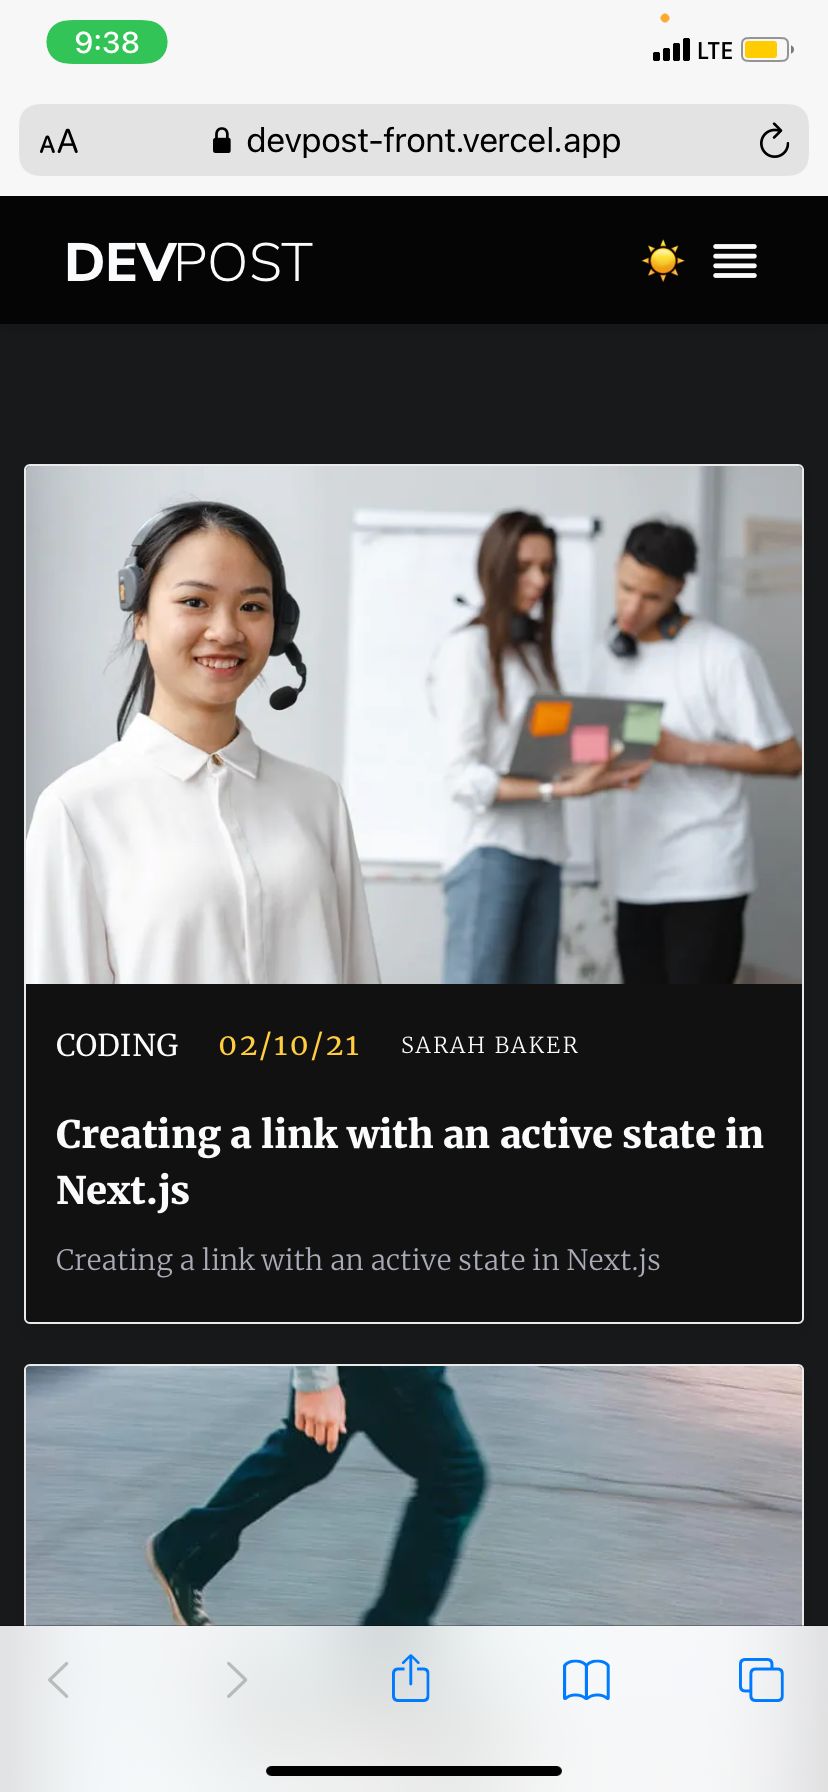 9:38
LTE
AA devpost-front.vercel.app
DEVPOST
CODING 02/10/21 SARAH BAKER
Creating a link with an active state in
Next.js
Creating a link with an active state in Next.js